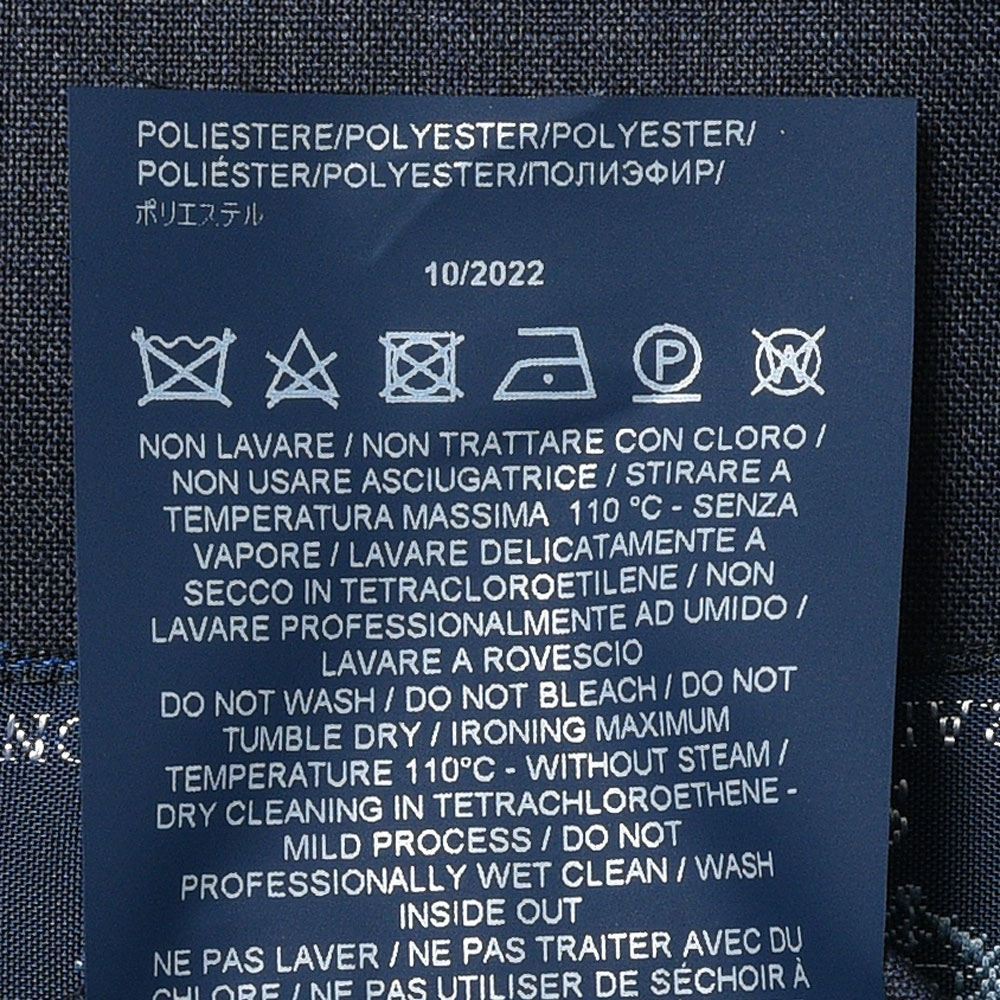 POLIESTERE/POLYESTER/POLYESTER/
POLIÉSTER/POLYESTER/ПОЛИЭФИР/
ポリエステル
10/2022
P
W
NON LAVARE / NON TRATTARE CON CLORO /
NON USARE ASCIUGATRICE / STIRARE A
TEMPERATURA MASSIMA 110 °C - SENZA
VAPORE / LAVARE DELICATAMENTE A
SECCO IN TETRACLOROETILENE / NON
LAVARE PROFESSIONALMENTE AD UMIDO /
LAVARE A ROVESCIO
DO NOT WASH / DO NOT BLEACH / DO NOT
TUMBLE DRY / IRONING MAXIMUM
TEMPERATURE 110°C - WITHOUT STEAM /
DRY CLEANING IN TETRACHLOROETHENE -
MILD PROCESS / DO NOT
PROFESSIONALLY WET CLEAN / WASH
INSIDE OUT
NE PAS LAVER / NE PAS TRAITER AVEC DU
CHLORE / NE PAS UTILISER DE SÉCHOIR À